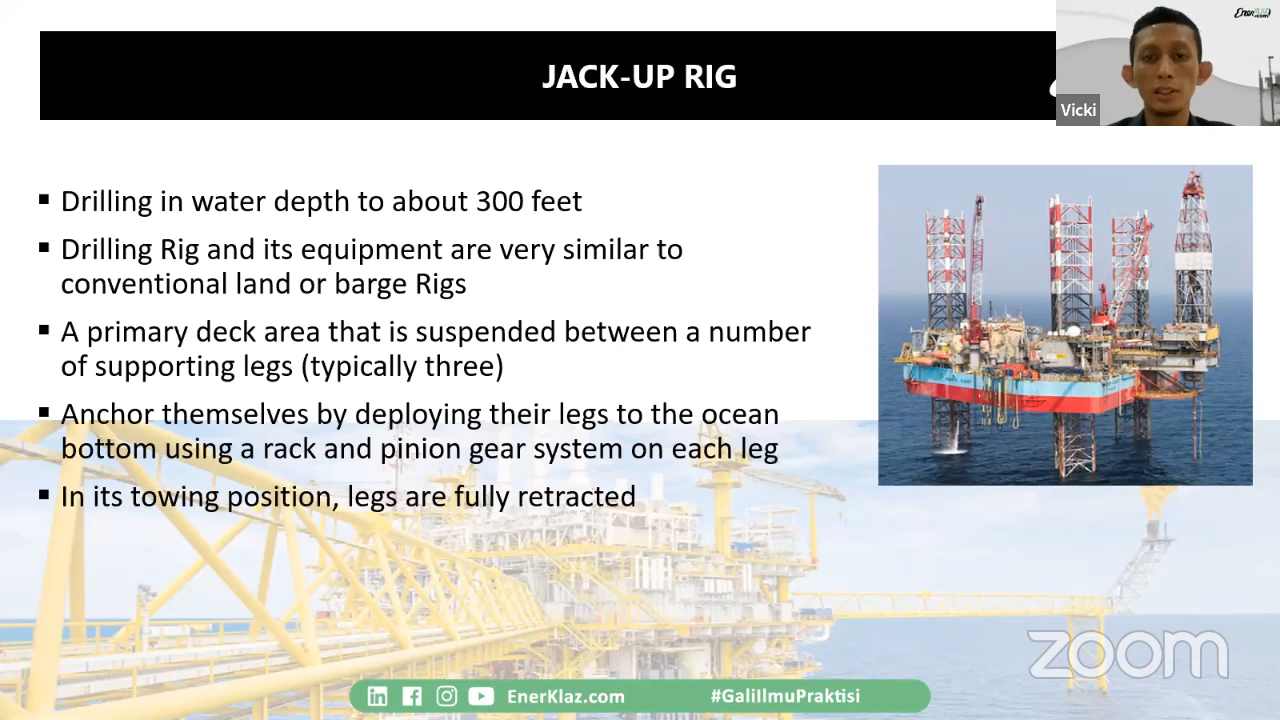 JACK-UP RIG
Enerklaz
.com
Vicki
▪ Drilling in water depth to about 300 feet
▪ Drilling Rig and its equipment are very similar to
conventional land or barge Rigs
▪ A primary deck area that is suspended between a number
of supporting legs (typically three)
▪ Anchor themselves by deploying their legs to the ocean
bottom using a rack and pinion gear system on each leg
▪ In its towing position, legs are fully retracted
zoom
EnerKlaz.com
#GaliIlmuPraktisi